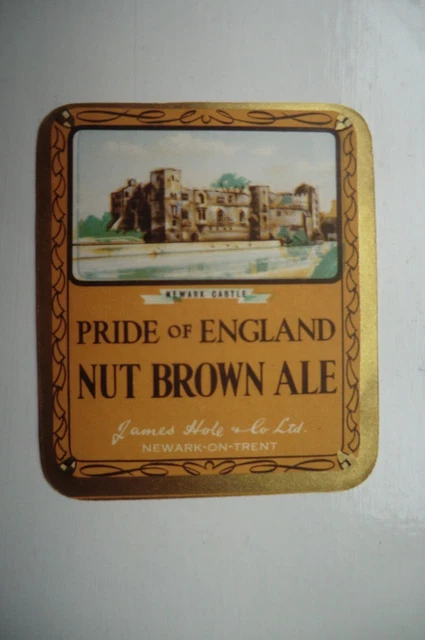 NEWARK CASTLE
PRIDE OF ENGLAND
NUT BROWN ALE
James Hole & Co Ltd.
NEWARK-ON-TRENT